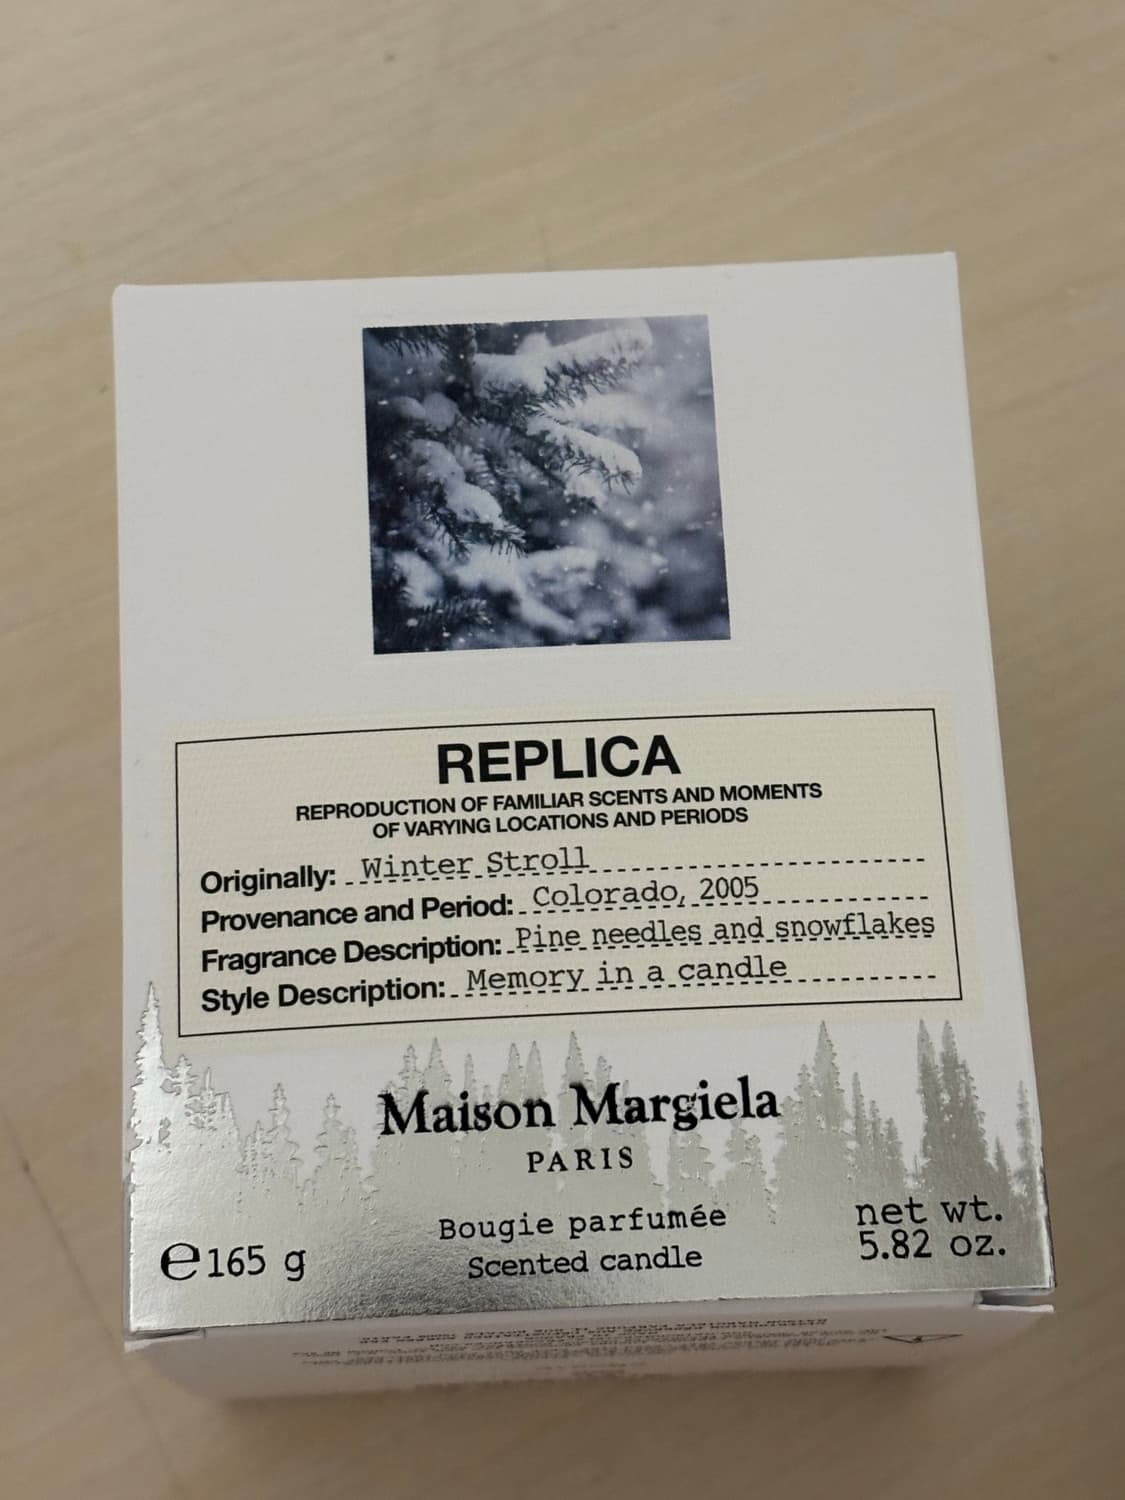 REPLICA
REPRODUCTION OF FAMILIAR SCENTS AND MOMENTS
OF VARYING LOCATIONS AND PERIODS
Originally: Winter Stroll
Provenance and Period: Colorado, 2005
Fragrance Description: Pine needles and snowflakes
Style Description: Memory in a candle
Maison Margiela
PARIS
Bougie parfumée
Scented candle
℮165 g
net wt.
5.82 oz.